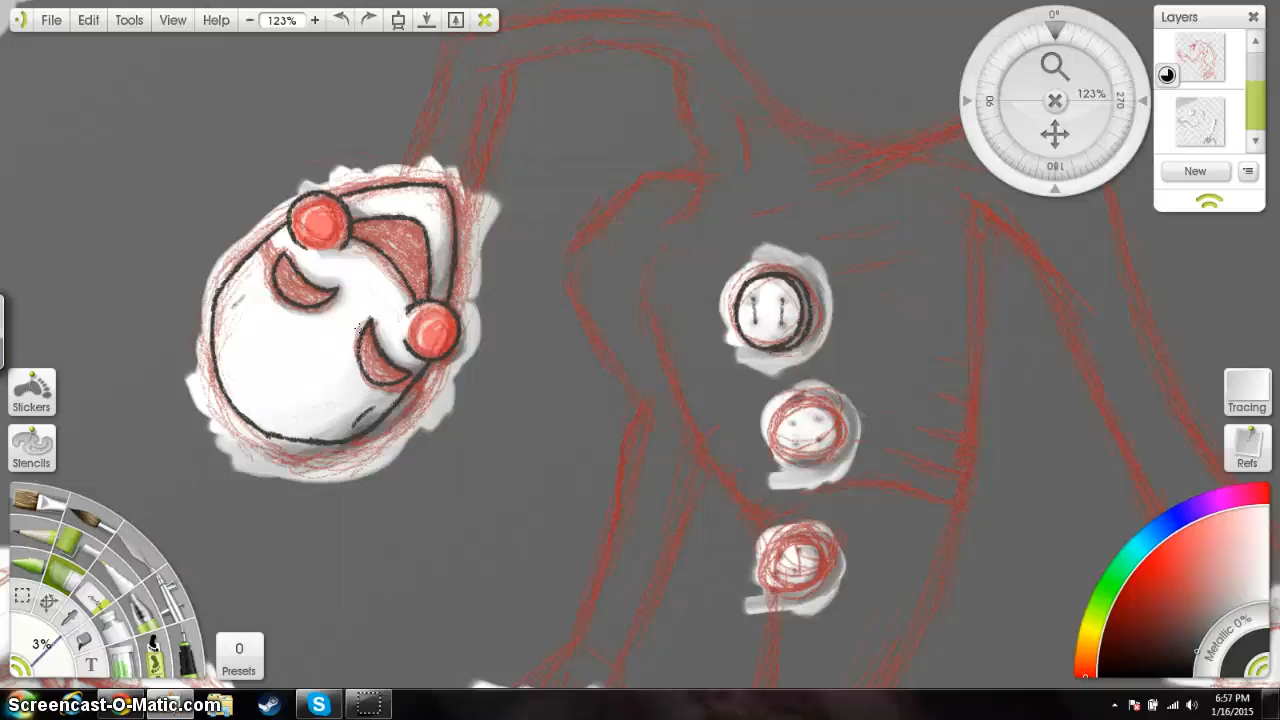 File Edit Tools View Help − 123% +
0°
Layers
123%
90
270
180
New
Stickers
Stencils
Tracing
Refs
3%
T
0
Presets
Metallic 0%
Screencast-O-Matic.com
6:57 PM
1/16/2015